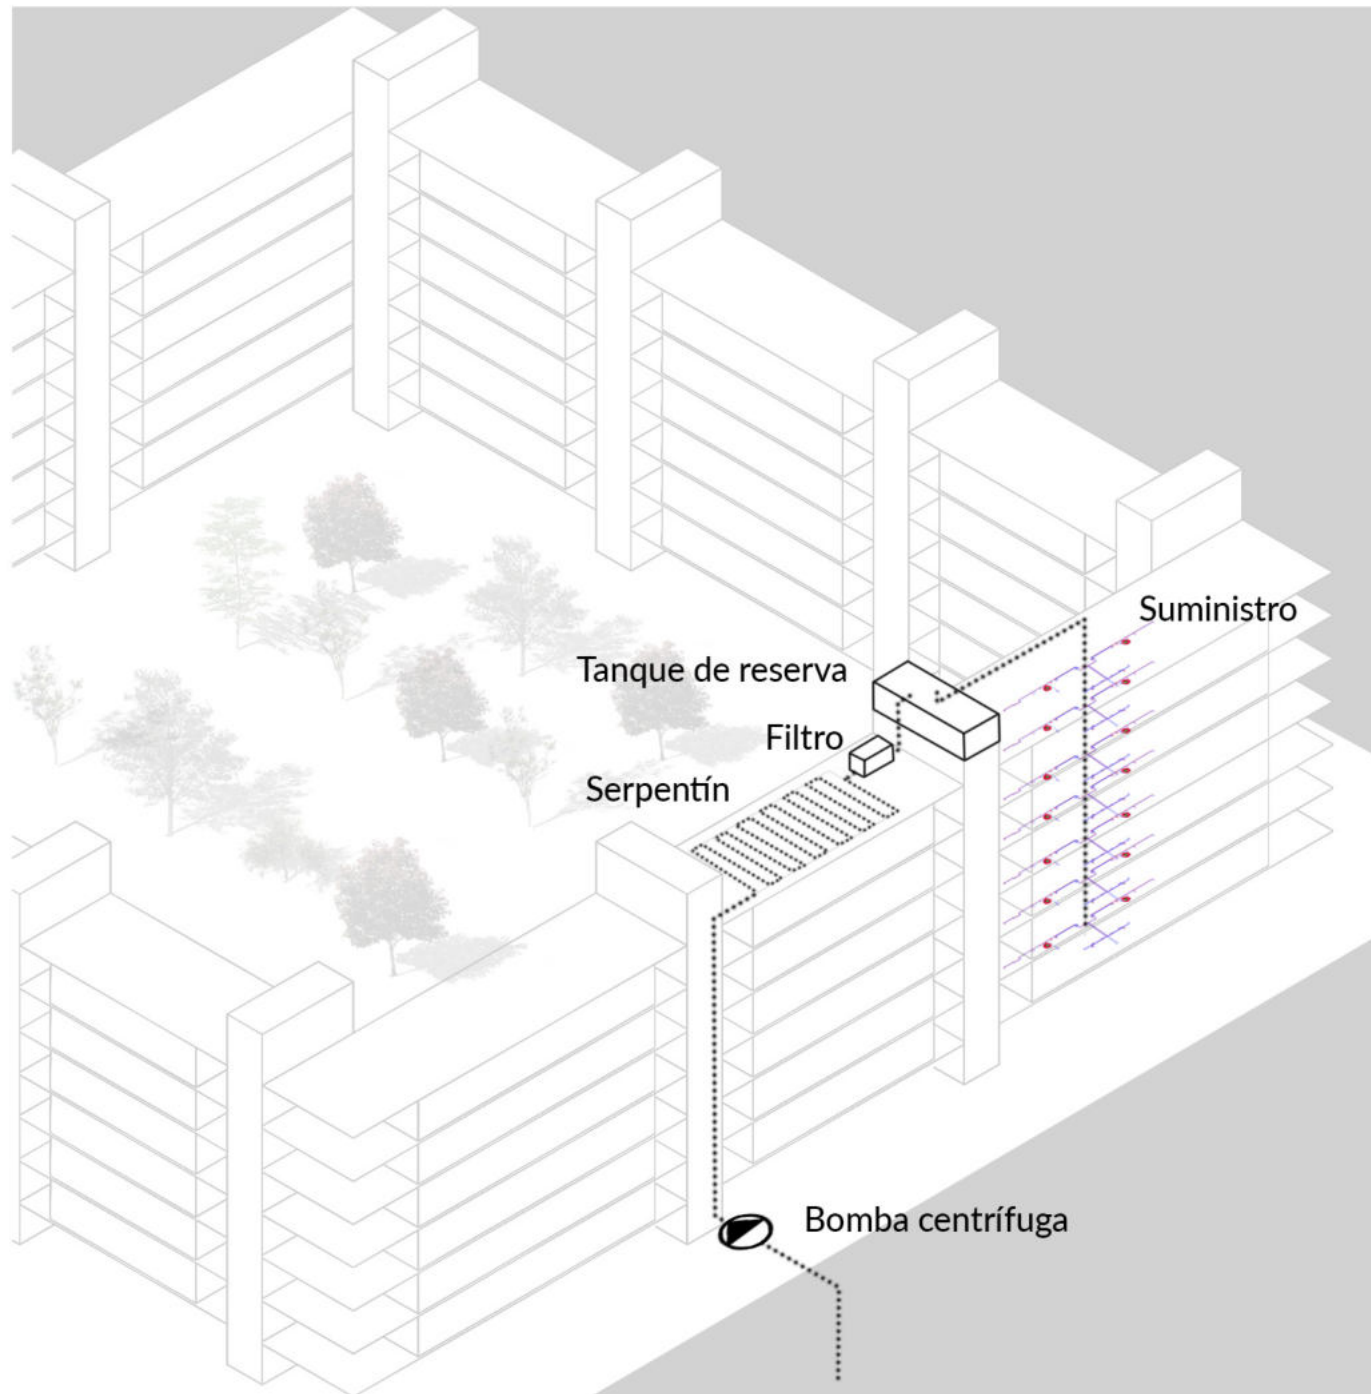 Suministro
Tanque de reserva
Filtro
Serpentín
Bomba centrífuga